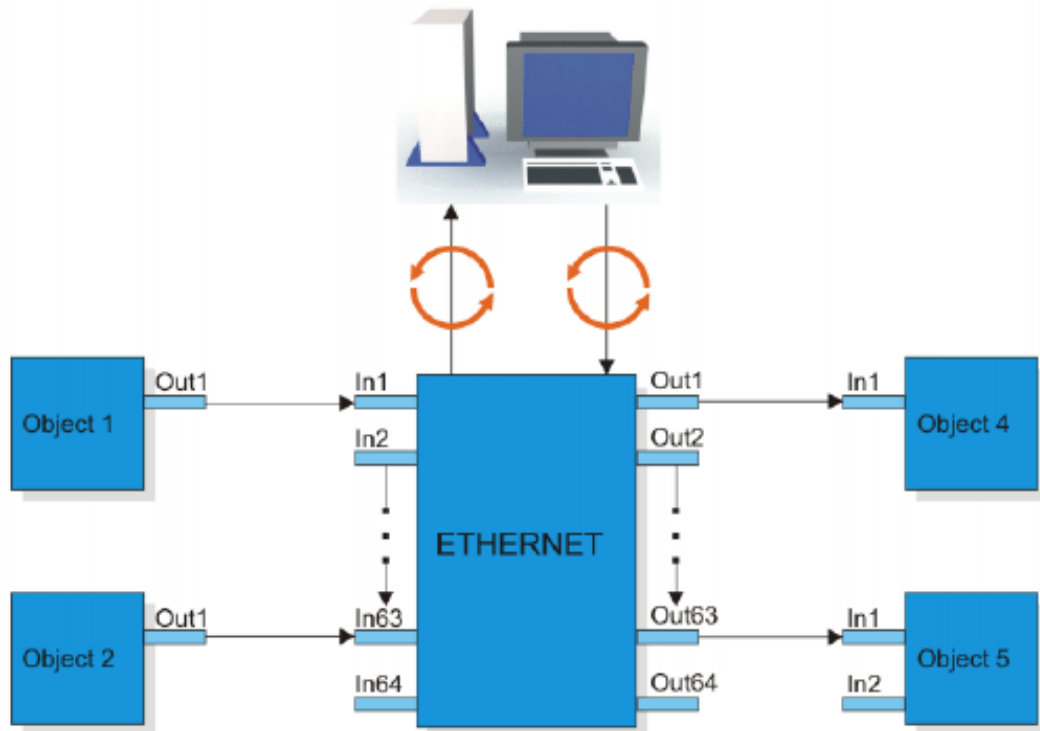 Out1
In1
Out1
In1
Object 1
Object 4
In2
Out2
ETHERNET
Out1
In63
Out63
In1
Object 2
Object 5
In64
Out64
In2